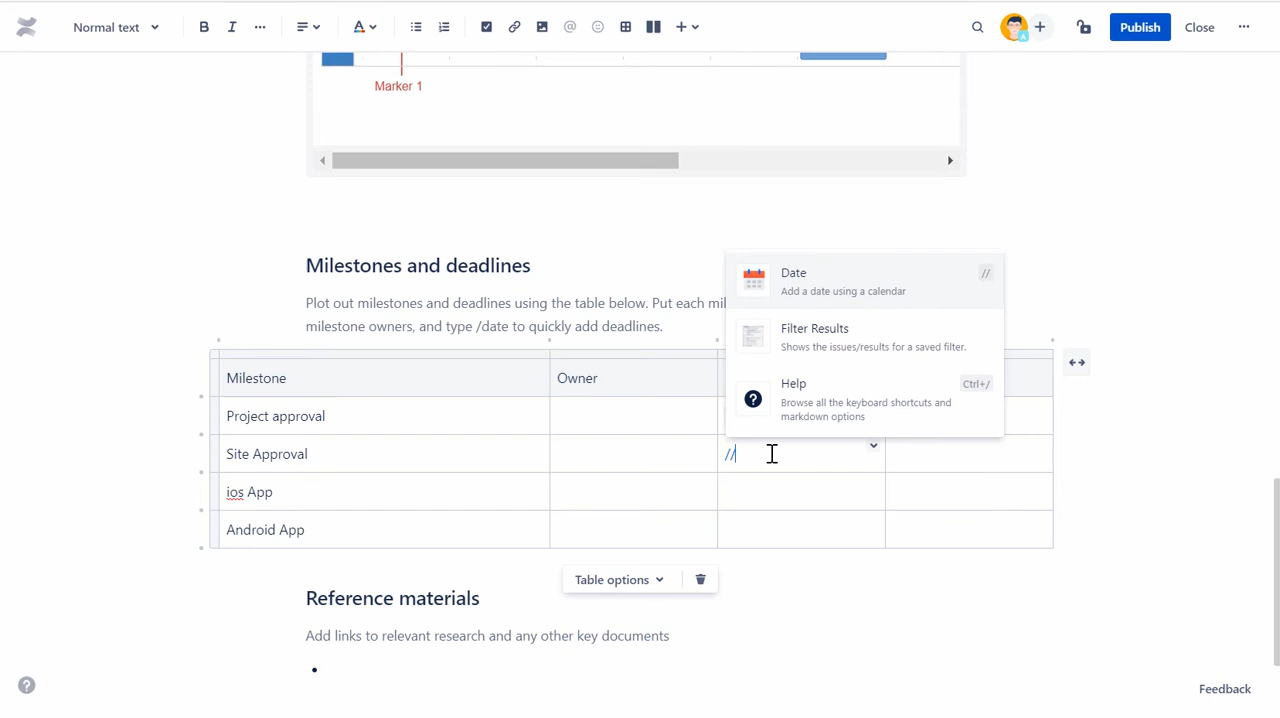 Normal text
B
I
A
@
Publish
Close
Marker 1
Milestones and deadlines
Plot out milestones and deadlines using the table below. Put each mil
milestone owners, and type /date to quickly add deadlines.
Date
//
Add a date using a calendar
Filter Results
Shows the issues/results for a saved filter.
Help
Ctrl+/
Browse all the keyboard shortcuts and
markdown options
Milestone
Owner
Project approval
Site Approval
//
ios App
Android App
Table options
Reference materials
Add links to relevant research and any other key documents
Feedback